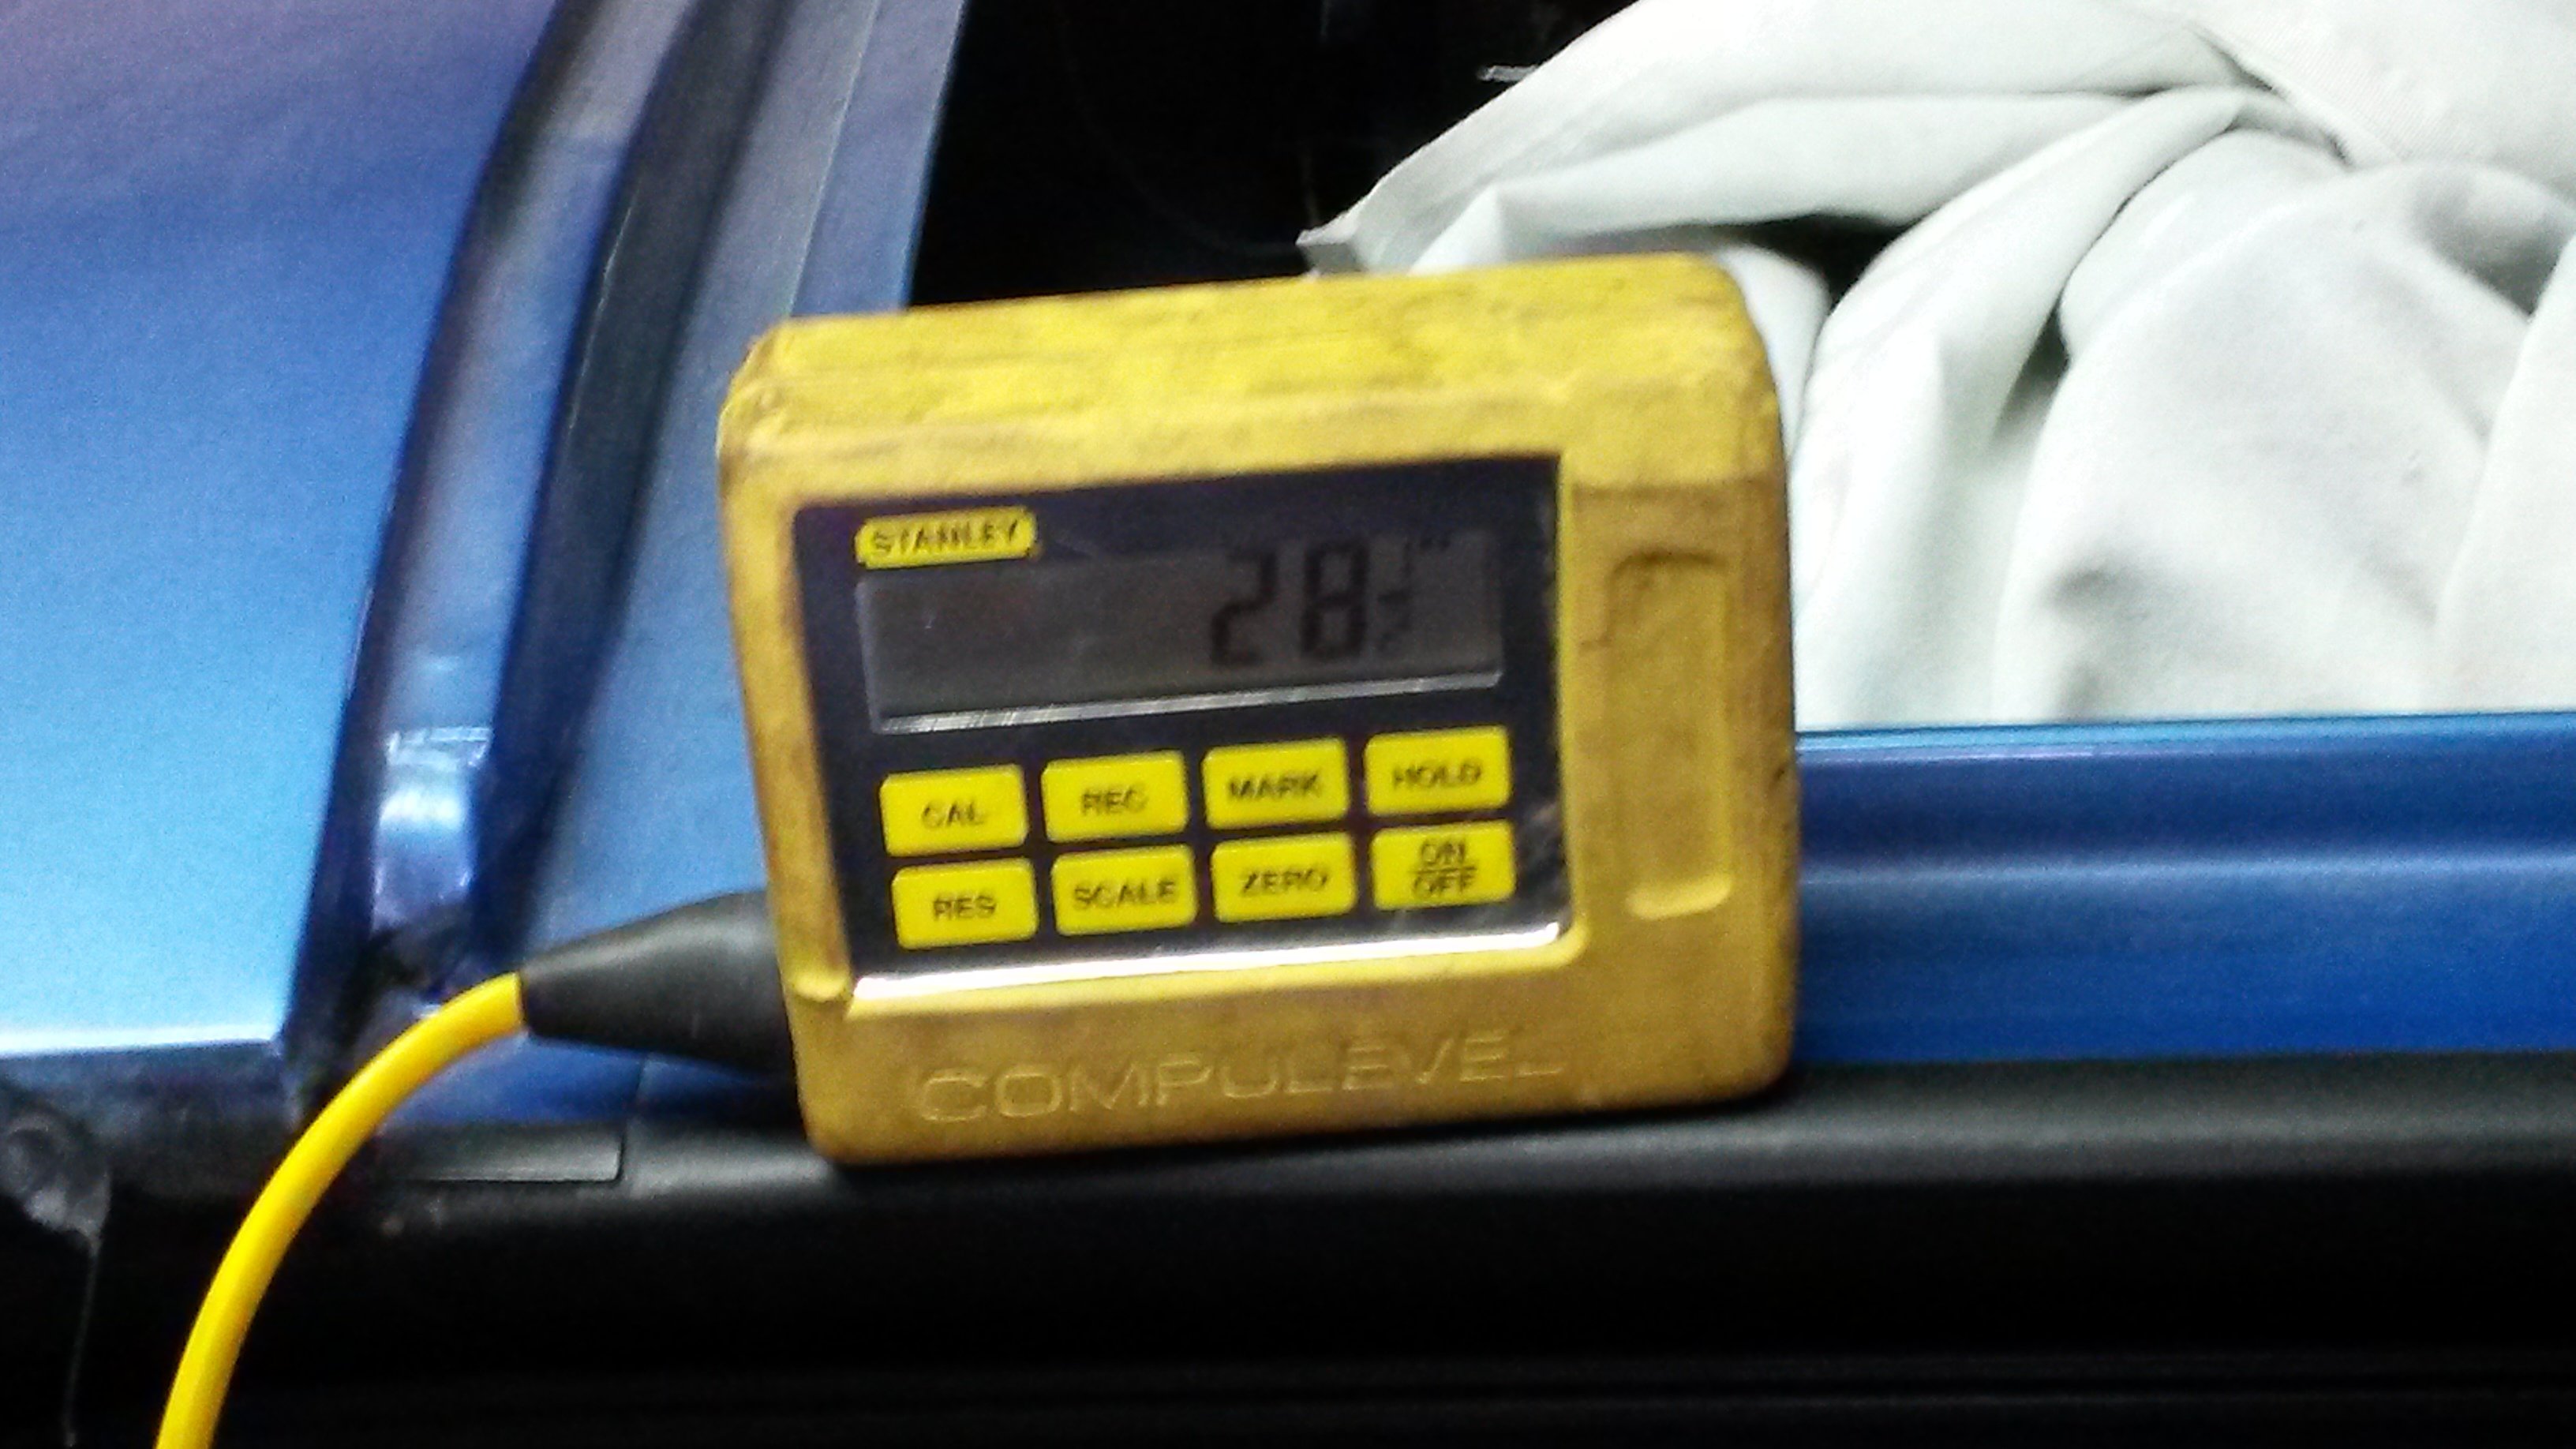 STANLEY
28
CAL REC MARK HOLD
RES SCALE ZERO ON
OFF
COMPULEVEL